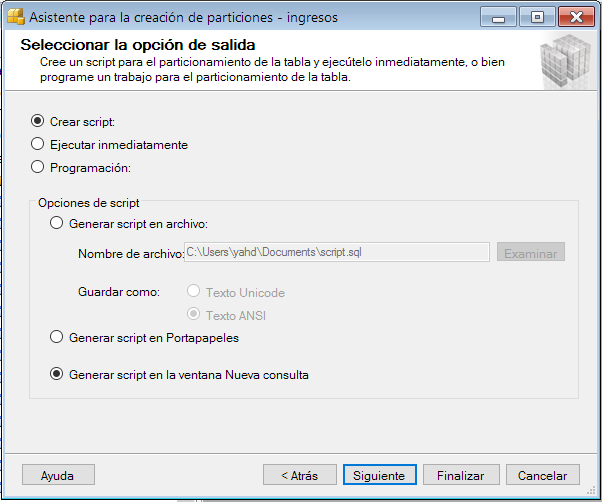 Asistente para la creación de particiones - ingresos
Seleccionar la opción de salida
Cree un script para el particionamiento de la tabla y ejecútelo inmediatamente, o bien
programe un trabajo para el particionamiento de la tabla.
Crear script:
Ejecutar inmediatamente
Programación:
Opciones de script
Generar script en archivo:
Nombre de archivo: C:\Users\yahd\Documents\script.sql Examinar
Guardar como: Texto Unicode
Texto ANSI
Generar script en Portapapeles
Generar script en la ventana Nueva consulta
Ayuda < Atrás Siguiente Finalizar Cancelar